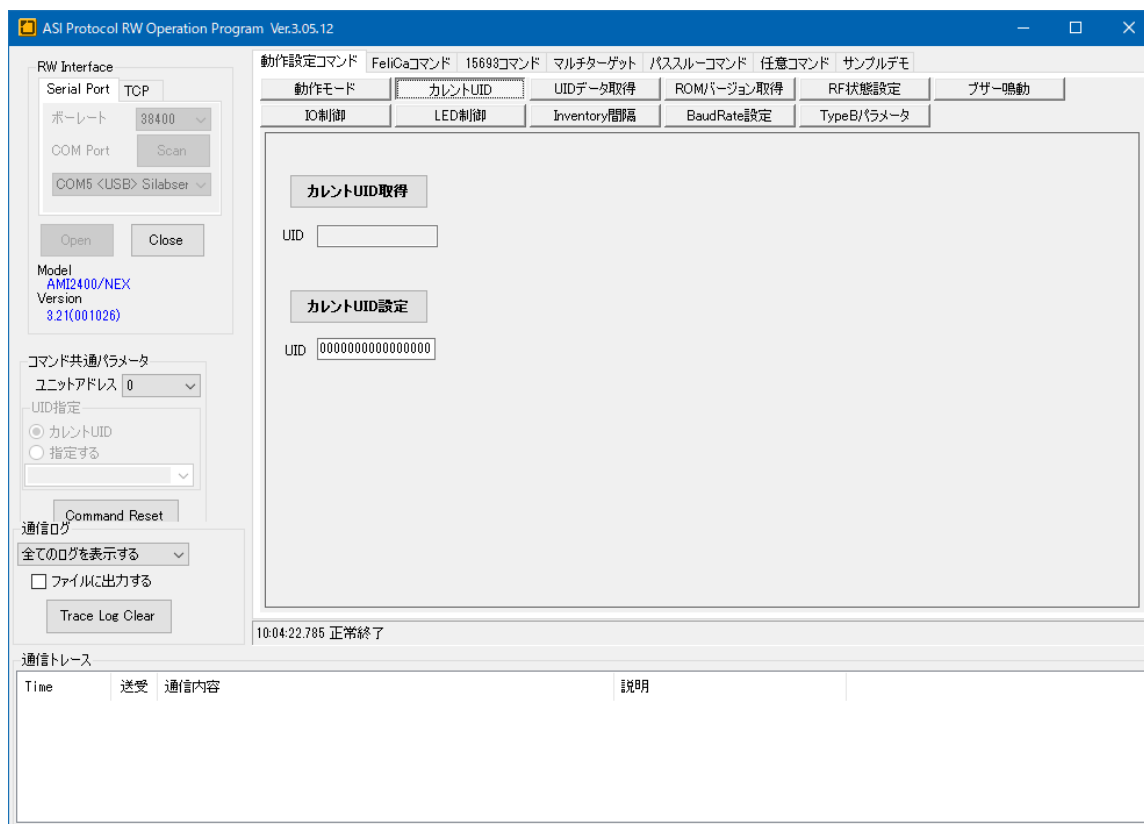 ASI Protocol RW Operation Program Ver.3.05.12
RW Interface
Serial Port TCP
ボーレート 38400
COM Port Scan
COM5 <USB> Silabser
Open Close
Model
AMI2400/NEX
Version
3.21(001026)
コマンド共通パラメータ
ユニットアドレス 0
UID指定
カレントUID
指定する
Command Reset
通信ログ
全てのログを表示する
ファイルに出力する
Trace Log Clear
動作設定コマンド FeliCaコマンド 15693コマンド マルチターゲット パススルーコマンド 任意コマンド サンプルデモ
動作モード カレントUID UIDデータ取得 ROMバージョン取得 RF状態設定 ブザー鳴動
IO制御 LED制御 Inventory間隔 BaudRate設定 TypeBパラメータ
カレントUID取得
UID
カレントUID設定
UID 0000000000000000
10:04:22.785 正常終了
通信トレース
Time 送受 通信内容 説明